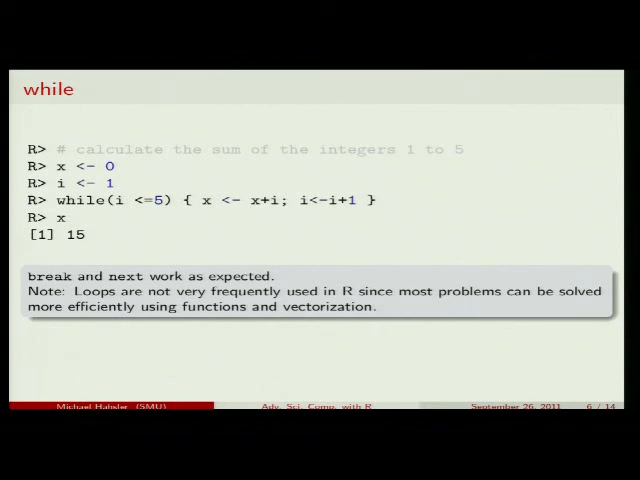 while
R> # calculate the sum of the integers 1 to 5
R> x <- 0
R> i <- 1
R> while(i <=5) { x <- x+i; i<-i+1 }
R> x
[1] 15
break and next work as expected.
Note: Loops are not very frequently used in R since most problems can be solved
more efficiently using functions and vectorization.
Michael Hahsler (SMU) Adv. Sci. Comp. with R September 26, 2011 6 / 14